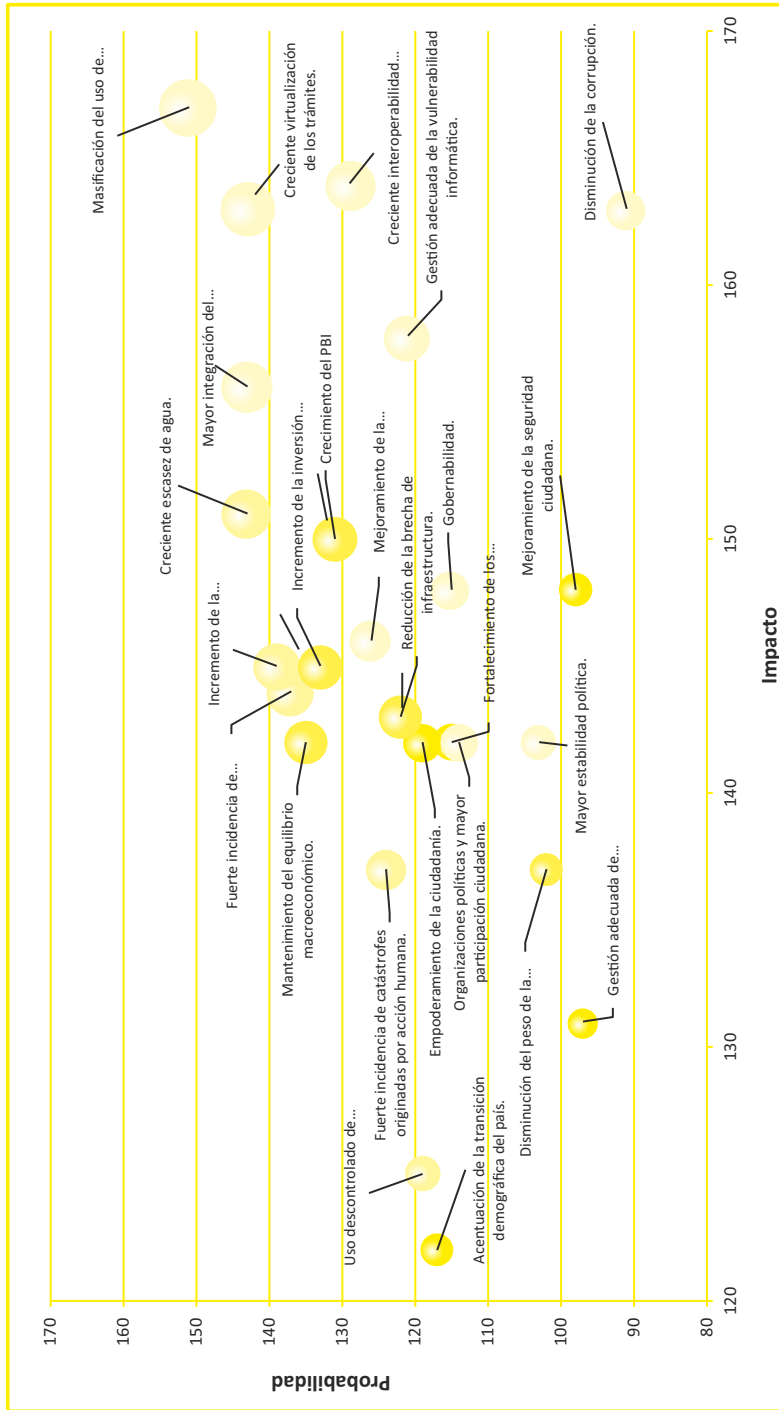 Probabilidad
170
160
150
140
130
120
110
100
90
80
Masificación del uso de...
Creciente virtualización
de los trámites.
Mayor integración del...
Creciente escasez de agua.
Creciente interoperabilidad...
Incremento de la inversión...
Crecimiento del PBI
Incremento de la...
Fuerte incidencia de...
Mantenimiento del equilibrio
macroeconómico.
Gestión adecuada de la vulnerabilidad
informática.
Mejoramiento de la...
Reducción de la brecha de
infraestructura.
Gobernabilidad.
Fuerte incidencia de catástrofes
originadas por acción humana.
Uso descontrolado de...
Fortalecimiento de los...
Empoderamiento de la ciudadanía.
Organizaciones políticas y mayor
participación ciudadana.
Acentuación de la transición
demográfica del país.
Disminución de la corrupción.
Mejoramiento de la seguridad
ciudadana.
Mayor estabilidad política.
Disminución del peso de la...
Gestión adecuada de...
120
130
140
150
160
170
Impacto